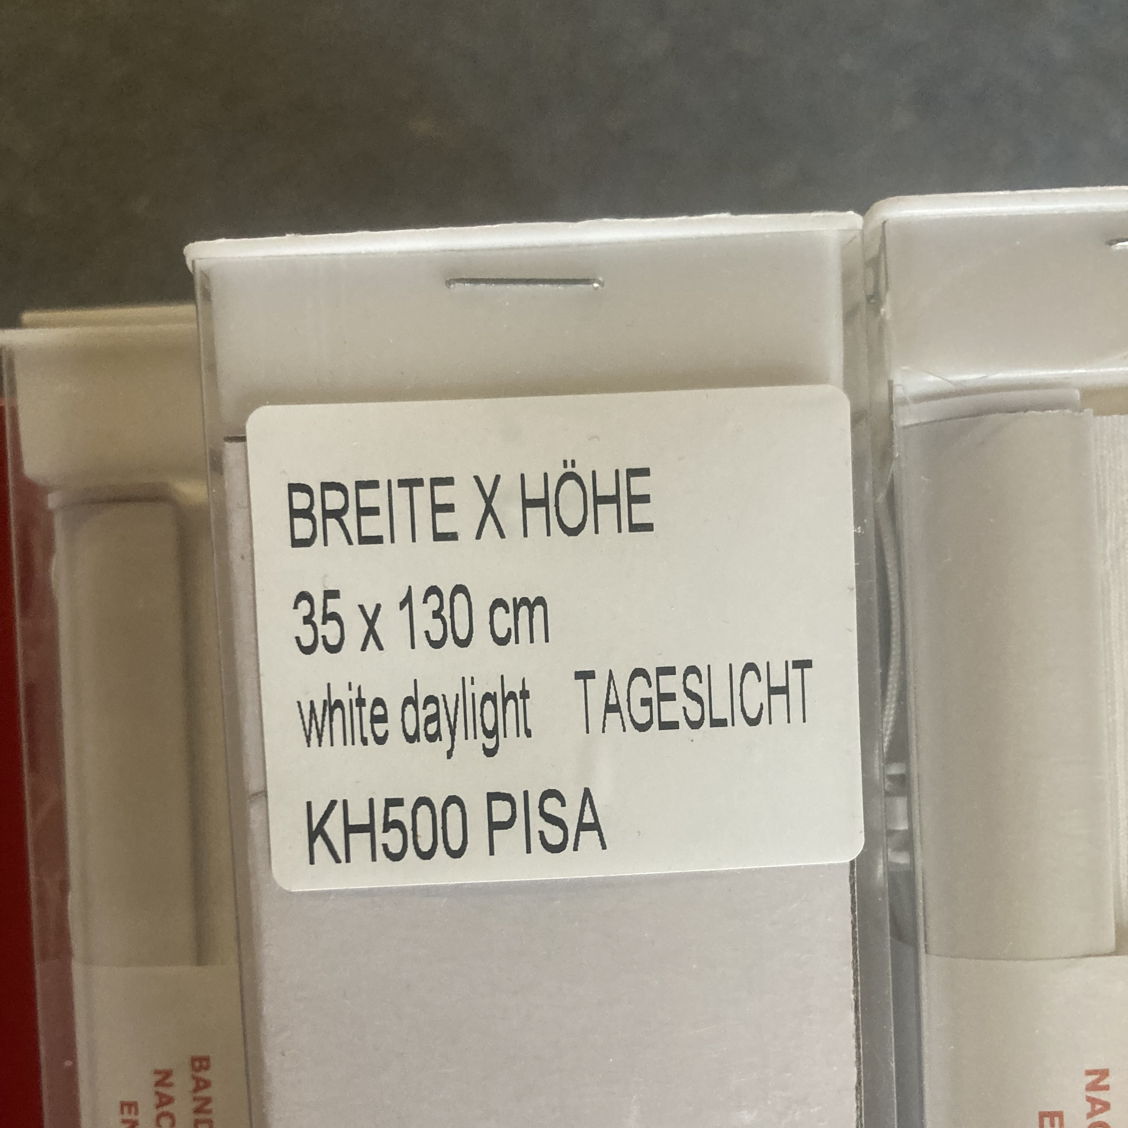 BREITE X HÖHE
35 x 130 cm
white daylight TAGESLICHT
KH500 PISA